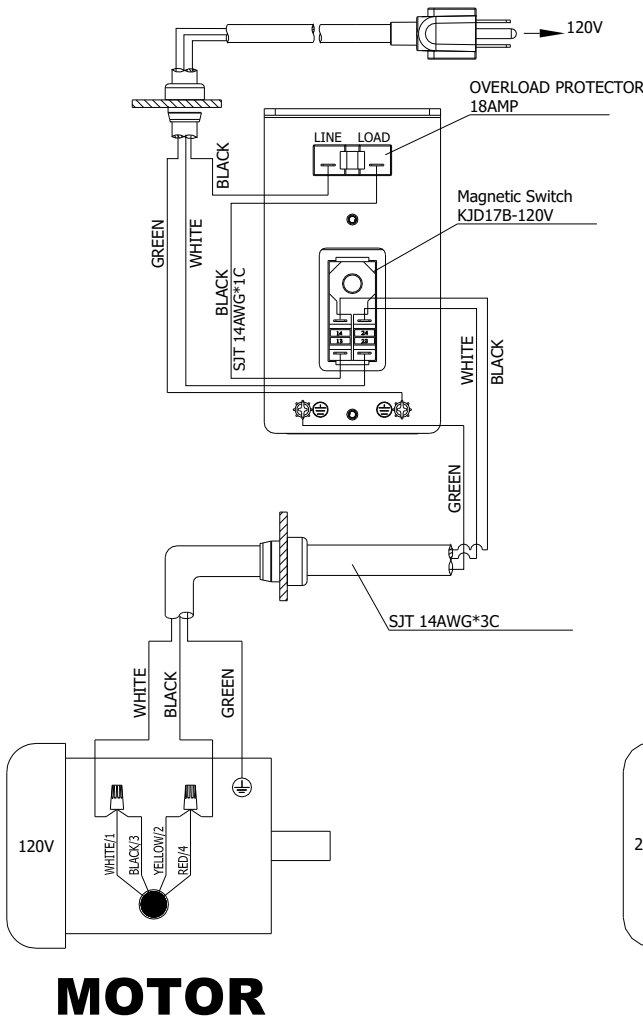 120V
OVERLOAD PROTECTOR
18AMP
LINE LOAD
BLACK
GREEN
WHITE
BLACK
SJT 14AWG*1C
Magnetic Switch
KJD17B-120V
14 24
13 23
WHITE
BLACK
GREEN
SJT 14AWG*3C
WHITE
BLACK
GREEN
120V
WHITE/1
BLACK/3
YELLOW/2
RED/4
2
MOTOR